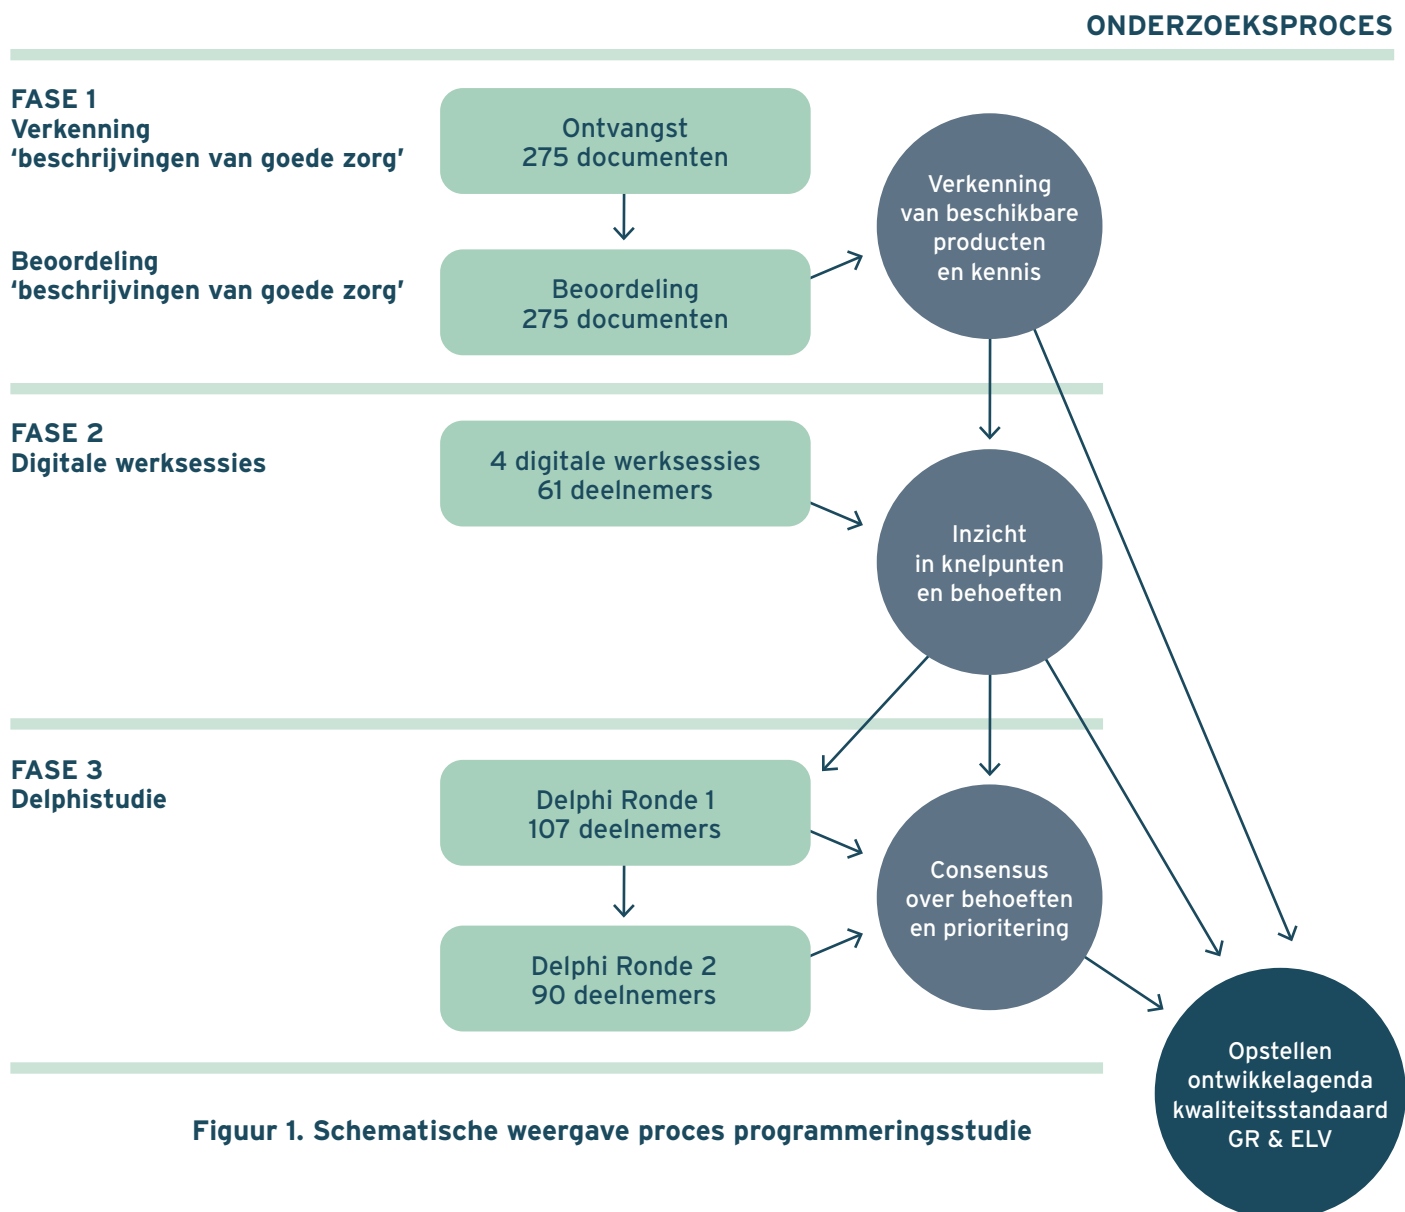 ONDERZOEKSPROCES
FASE 1
Verkenning
‘beschrijvingen van goede zorg’
Ontvangst
275 documenten
Verkenning
van beschikbare
producten
en kennis
Beoordeling
‘beschrijvingen van goede zorg’
Beoordeling
275 documenten
FASE 2
Digitale werksessies
4 digitale werksessies
61 deelnemers
Inzicht
in knelpunten
en behoeften
FASE 3
Delphistudie
Delphi Ronde 1
107 deelnemers
Consensus
over behoeften
en prioritering
Delphi Ronde 2
90 deelnemers
Opstellen
ontwikkelagenda
kwaliteitsstandaard
GR & ELV
Figuur 1. Schematische weergave proces programmeringsstudie